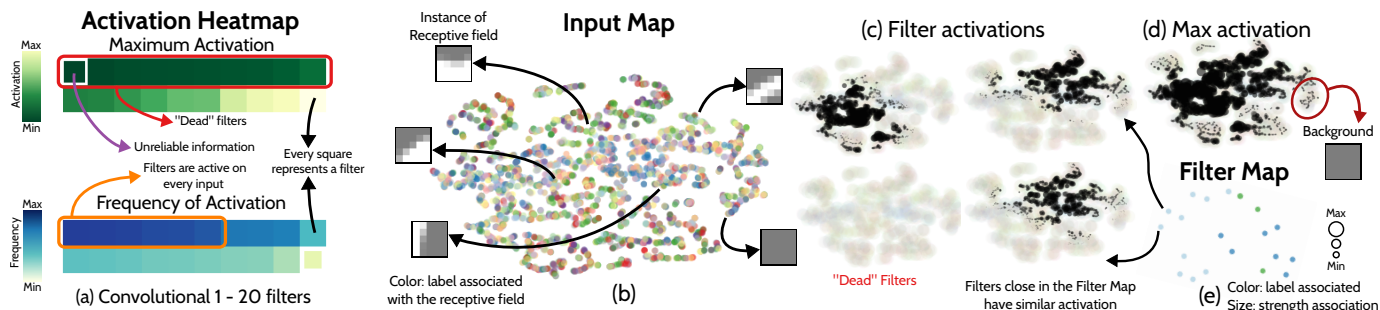 Activation Heatmap
Max
Maximum Activation
Activation
Min
"Dead" filters
Unreliable information
Filters are active on
every input
Every square
represents a filter
Max
Frequency of Activation
Frequency
Min
(a) Convolutional 1 - 20 filters
Instance of
Receptive field
Input Map
Color: label associated
with the receptive field
(b)
(c) Filter activations
"Dead" Filters
Filters close in the Filter Map
have similar activation
(d) Max activation
Background
Filter Map
Max
Min
(e)
Color: label associated
Size: strength association